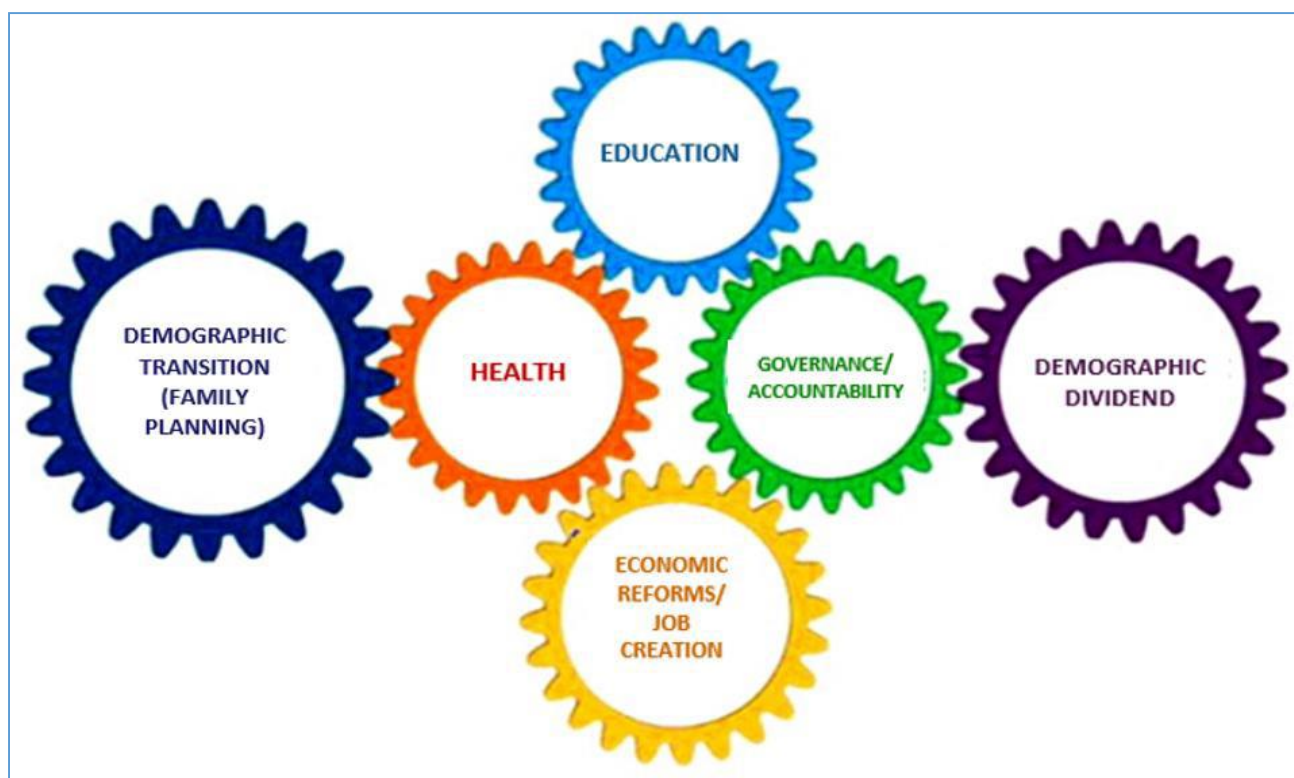 EDUCATION
DEMOGRAPHIC
TRANSITION
(FAMILY
PLANNING)
HEALTH
GOVERNANCE/
ACCOUNTABILITY
DEMOGRAPHIC
DIVIDEND
ECONOMIC
REFORMS/
JOB
CREATION